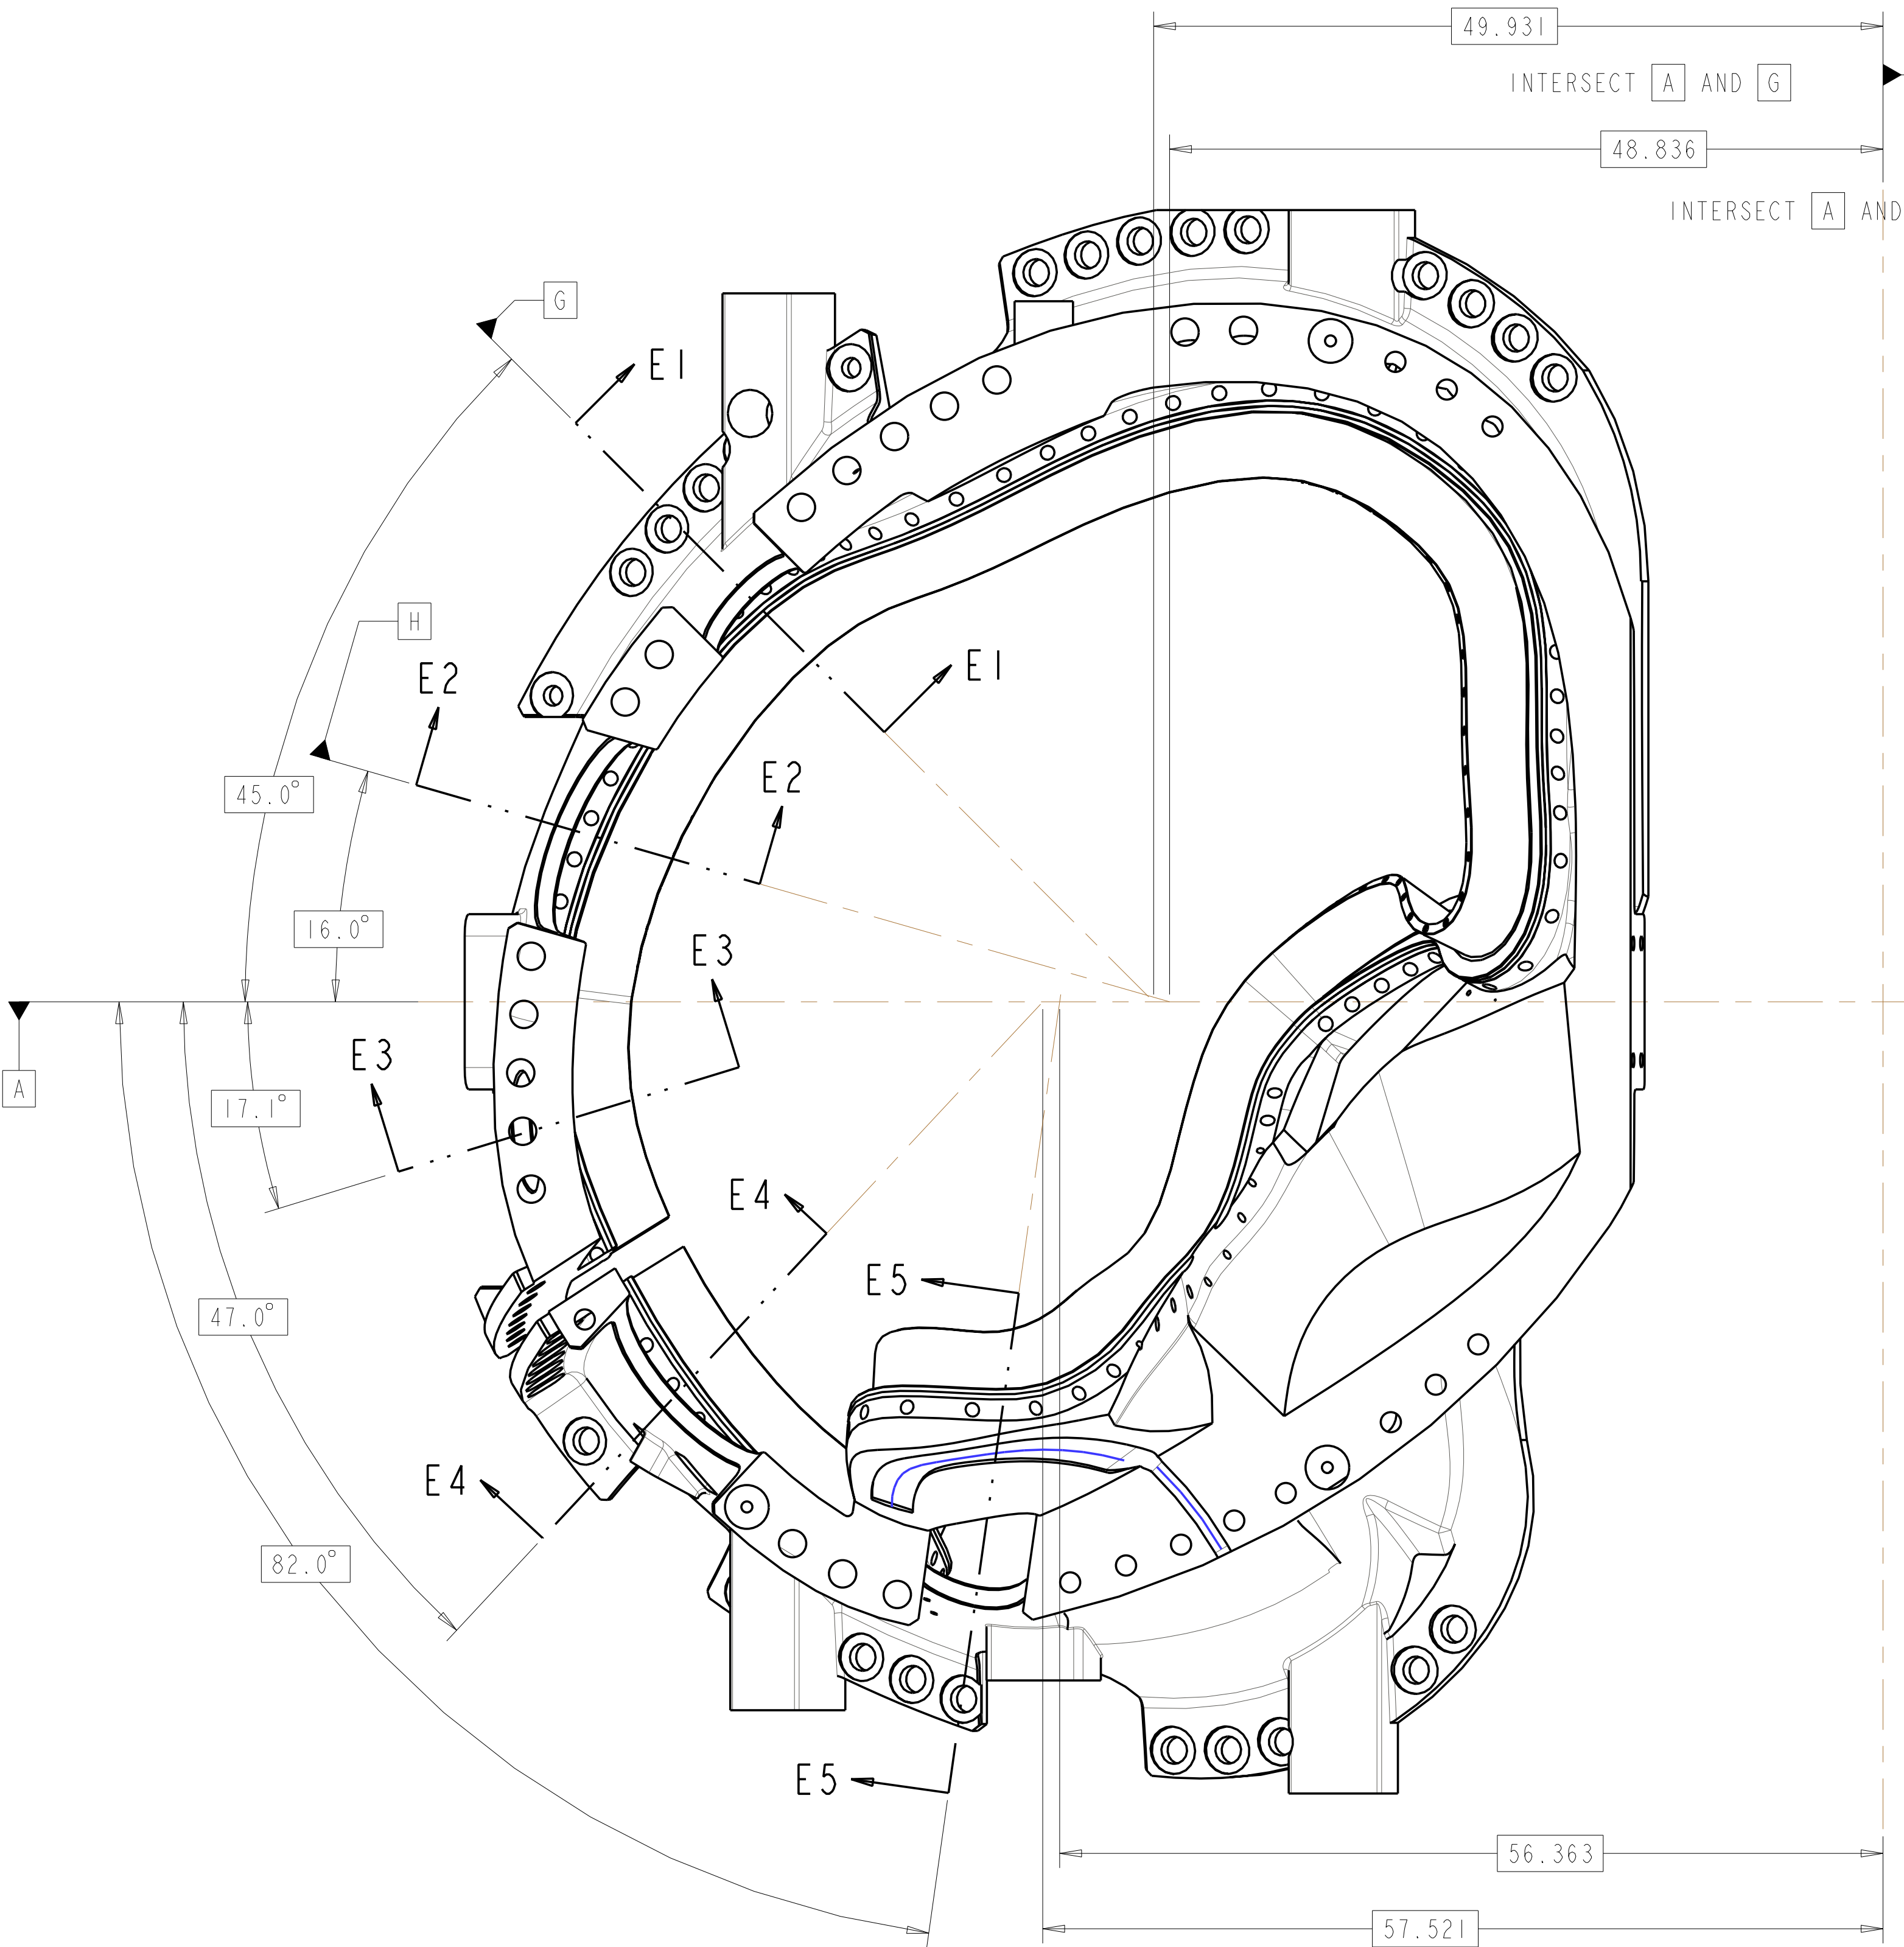 49.931
INTERSECT A AND G
48.836
INTERSECT A AND
G
E1
H
E2
E1
45.0°
E2
16.0°
E3
E3
A
17.1°
E4
E5
47.0°
E4
82.0°
E5
56.363
57.521